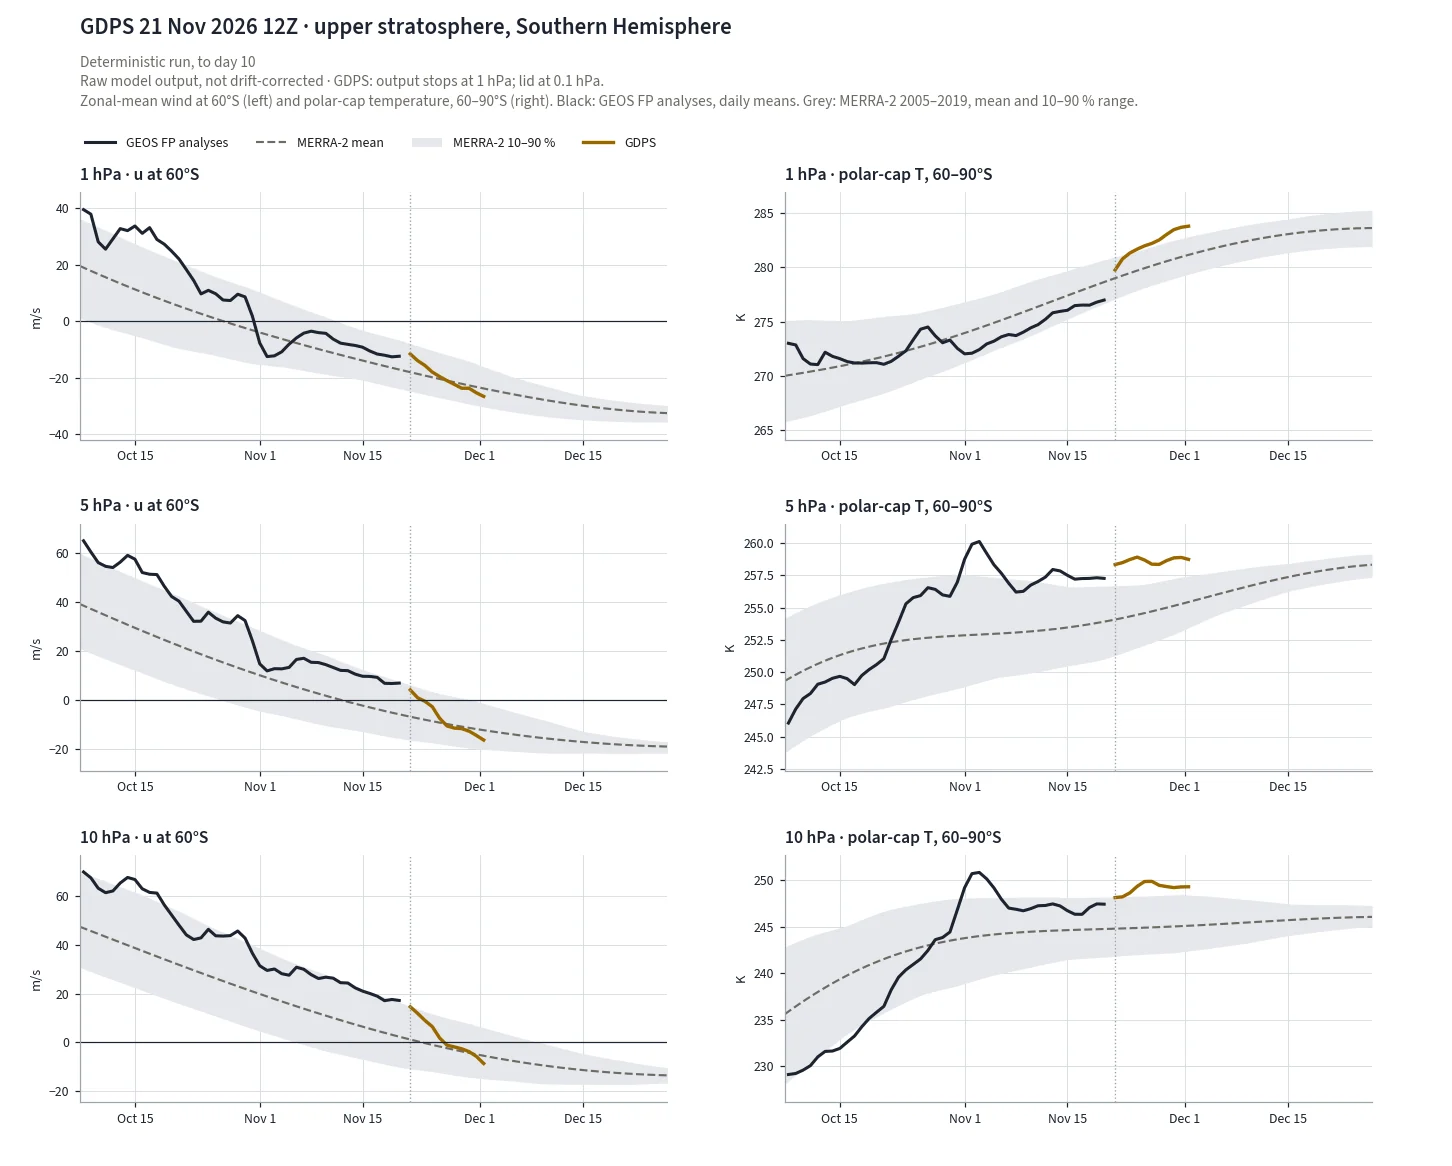 GDPS 21 Nov 2026 12Z · upper stratosphere, Southern Hemisphere
Deterministic run, to day 10
Raw model output, not drift-corrected · GDPS: output stops at 1 hPa; lid at 0.1 hPa.
Zonal-mean wind at 60°S (left) and polar-cap temperature, 60–90°S (right). Black: GEOS FP analyses, daily means. Grey: MERRA-2 2005–2019, mean and 10–90 % range.
GEOS FP analyses
MERRA-2 mean
MERRA-2 10–90 %
GDPS
1 hPa · u at 60°S
40
20
0
−20
−40
m/s
Oct 15
Nov 1
Nov 15
Dec 1
Dec 15
1 hPa · polar-cap T, 60–90°S
285
280
275
270
265
K
Oct 15
Nov 1
Nov 15
Dec 1
Dec 15
5 hPa · u at 60°S
60
40
20
0
−20
m/s
Oct 15
Nov 1
Nov 15
Dec 1
Dec 15
5 hPa · polar-cap T, 60–90°S
260.0
257.5
255.0
252.5
250.0
247.5
245.0
242.5
K
Oct 15
Nov 1
Nov 15
Dec 1
Dec 15
10 hPa · u at 60°S
60
40
20
0
−20
m/s
Oct 15
Nov 1
Nov 15
Dec 1
Dec 15
10 hPa · polar-cap T, 60–90°S
250
245
240
235
230
K
Oct 15
Nov 1
Nov 15
Dec 1
Dec 15